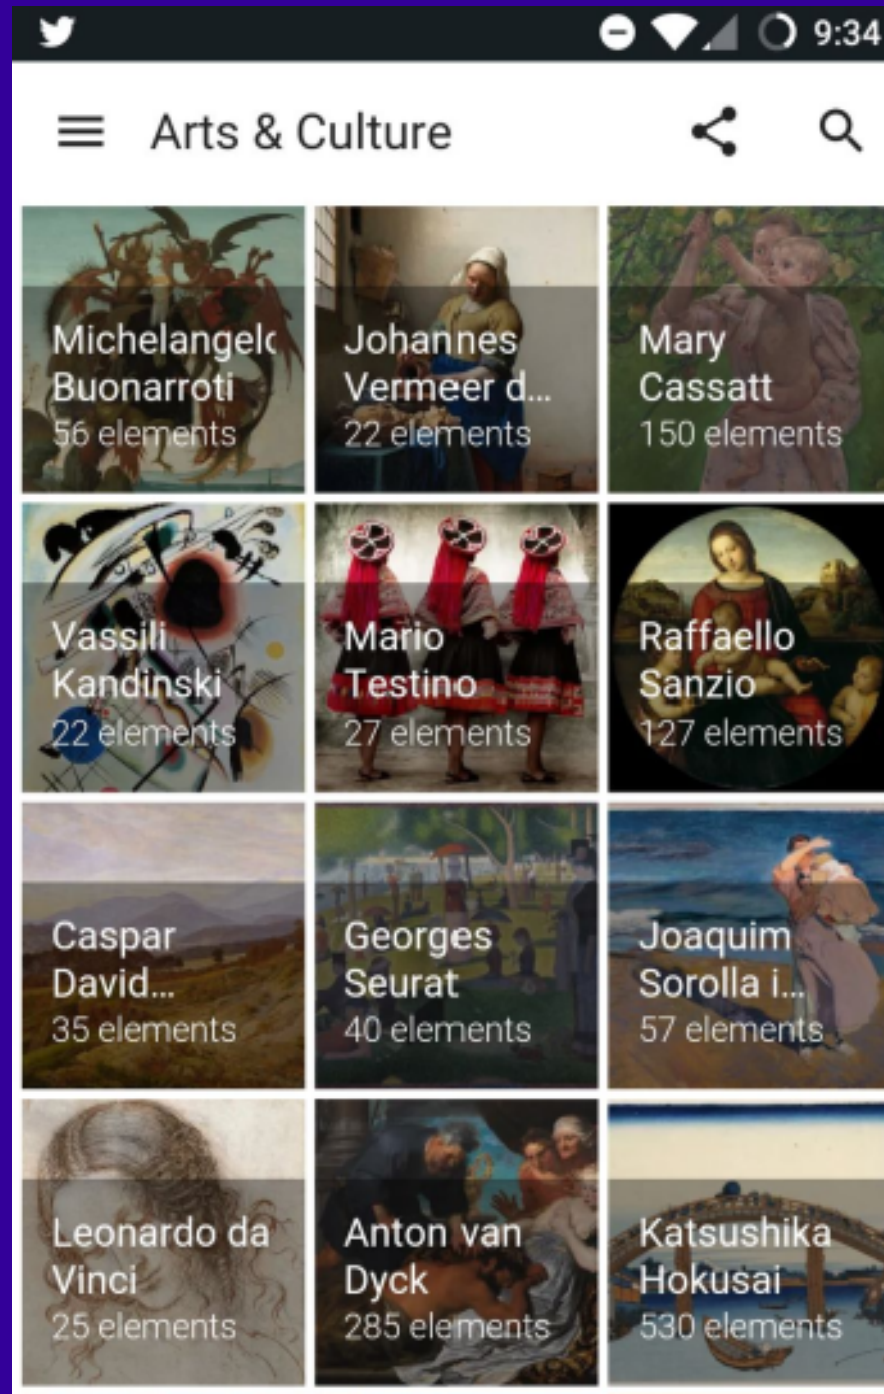 9:34
Arts & Culture
Michelangelo
Buonarroti
56 elements
Johannes
Vermeer d...
22 elements
Mary
Cassatt
150 elements
Vassili
Kandinski
22 elements
Mario
Testino
27 elements
Raffaello
Sanzio
127 elements
Caspar
David...
35 elements
Georges
Seurat
40 elements
Joaquim
Sorolla i...
57 elements
Leonardo da
Vinci
25 elements
Anton van
Dyck
285 elements
Katsushika
Hokusai
530 elements